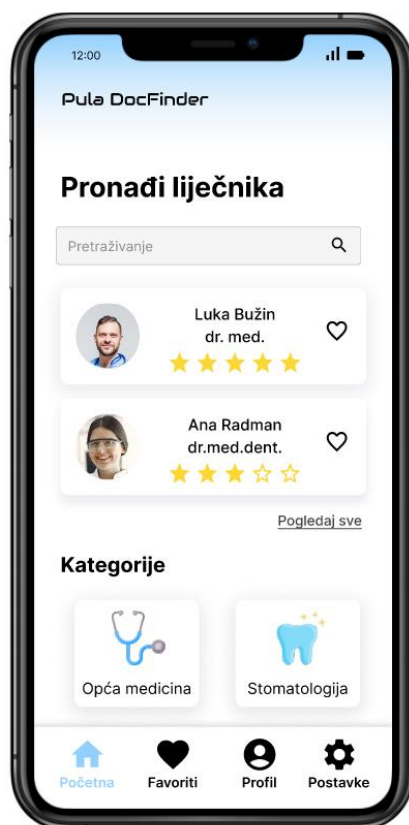 12:00
Pula DocFinder
Pronađi liječnika
Pretraživanje
Luka Bužin
dr. med.
Ana Radman
dr.med.dent.
Pogledaj sve
Kategorije
Opća medicina
Stomatologija
Početna
Favoriti
Profil
Postavke